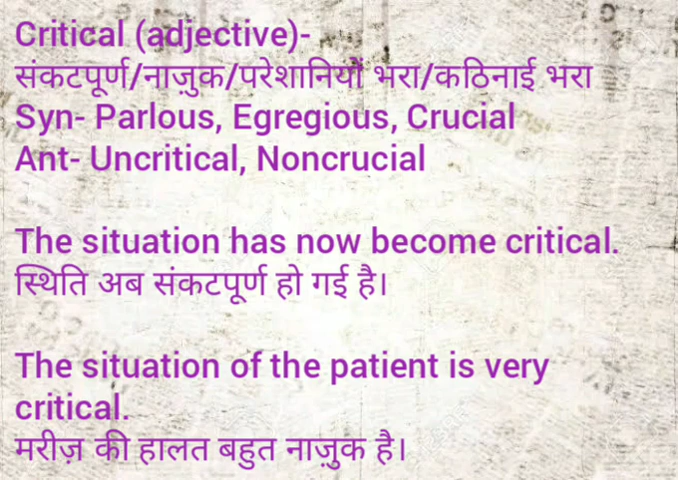 Critical (adjective)-
संकटपूर्ण/नाज़ुक/परेशानियों भरा/कठिनाई भरा
Syn- Parlous, Egregious, Crucial
Ant- Uncritical, Noncrucial
The situation has now become critical.
स्थिति अब संकटपूर्ण हो गई है।
The situation of the patient is very
critical.
मरीज़ की हालत बहुत नाज़ुक है।